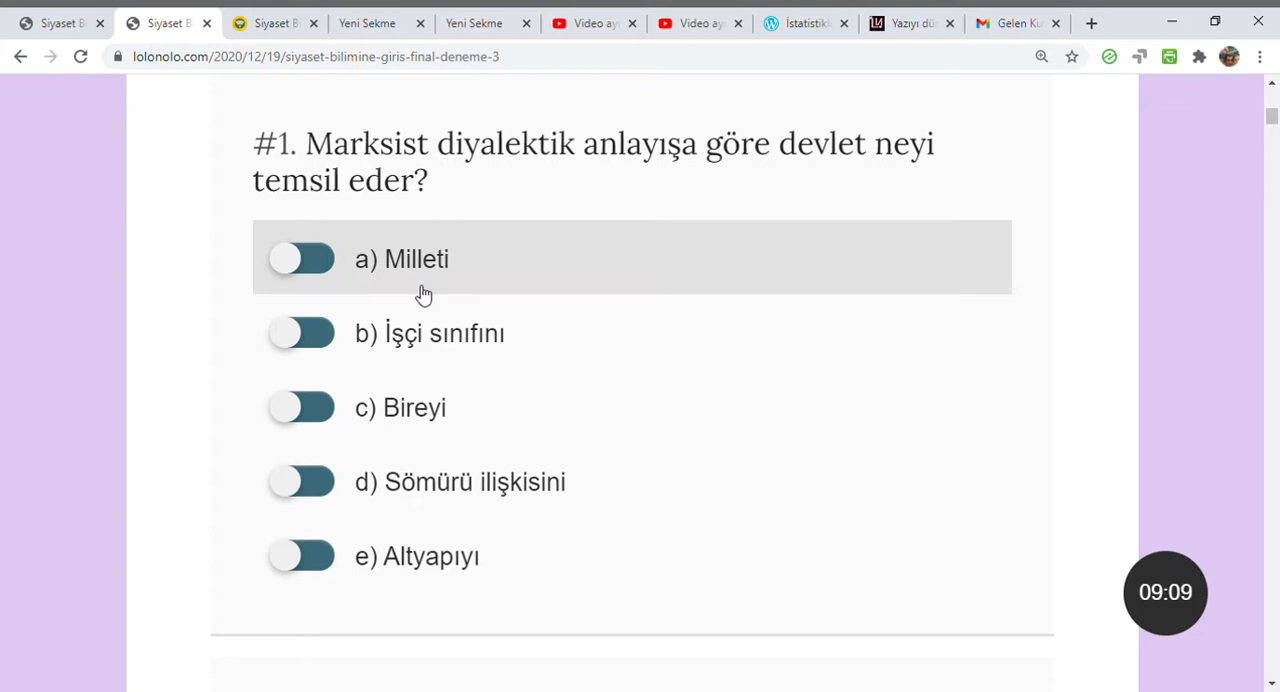 Siyaset B
Siyaset B
Siyaset B
Yeni Sekme
Yeni Sekme
Video ay
Video ay
İstatistik
Yazıyı dü
Gelen Ku
lolonolo.com/2020/12/19/siyaset-bilimine-giris-final-deneme-3
#1. Marksist diyalektik anlayışa göre devlet neyi
temsil eder?
a) Milleti
b) İşçi sınıfını
c) Bireyi
d) Sömürü ilişkisini
e) Altyapıyı
09:09